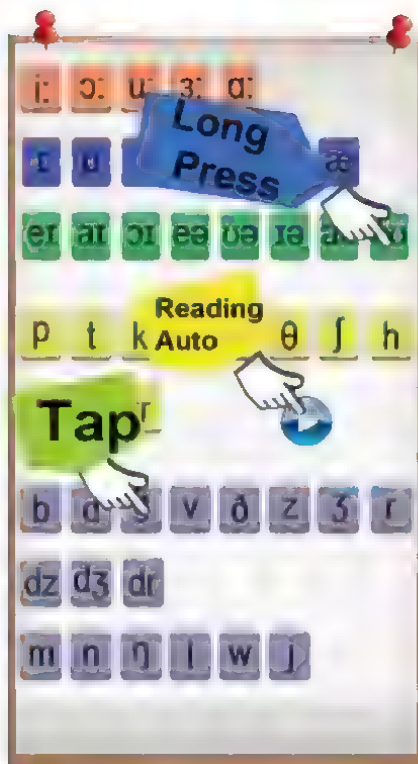 iː ɔː uː ɜː ɑː
ɪ ʊ æ
Long
Press
eɪ aɪ ɔɪ eə ʊə ɪə
Reading
p t k Auto θ ʃ h
Tap
b d g v ð z ʒ r
dz dʒ dr
m n ŋ l w j